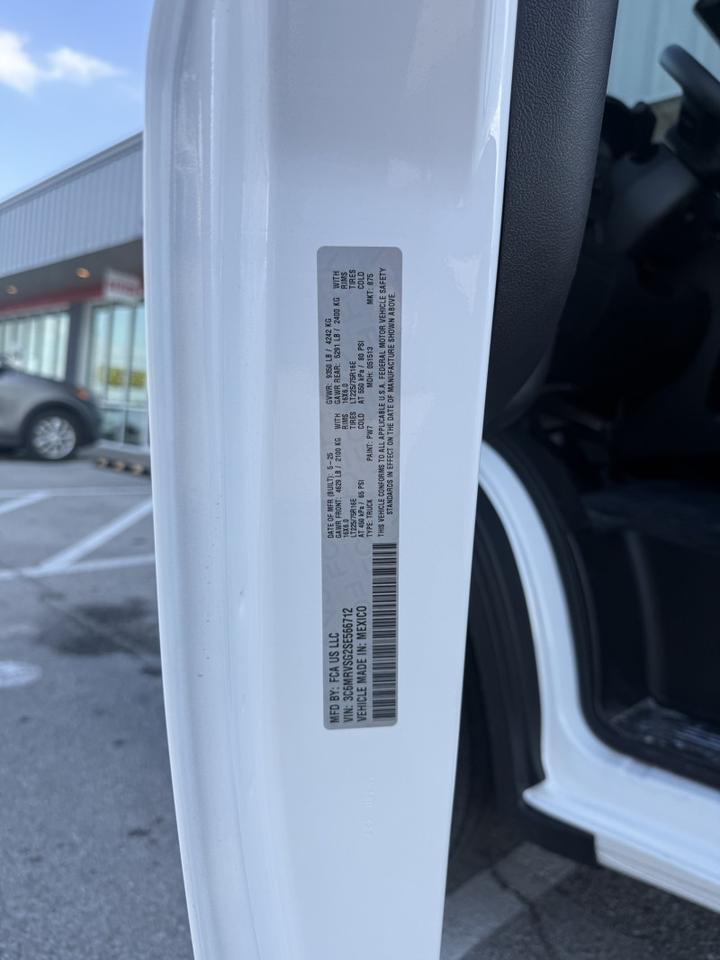 MFD BY: FCA US LLC
VIN: 3C6MRVSG2SE566712
VEHICLE MADE IN: MEXICO
DATE OF MFR (BUILT): 5-25 GVWR: 9350 LB / 4242 KG
GAWR FRONT: 4629 LB / 2100 KG WITH GAWR REAR: 5291 LB / 2400 KG WITH
16X6.0 RIMS 16X6.0 RIMS
LT225/75R16E TIRES LT225/75R16E TIRES
AT 450 kPa / 65 PSI COLD AT 550 kPa / 80 PSI COLD
TYPE: TRUCK PAINT: PW7 MDH: 051513 MKT: 875
THIS VEHICLE CONFORMS TO ALL APPLICABLE U.S.A. FEDERAL MOTOR VEHICLE SAFETY
STANDARDS IN EFFECT ON THE DATE OF MANUFACTURE SHOWN ABOVE.